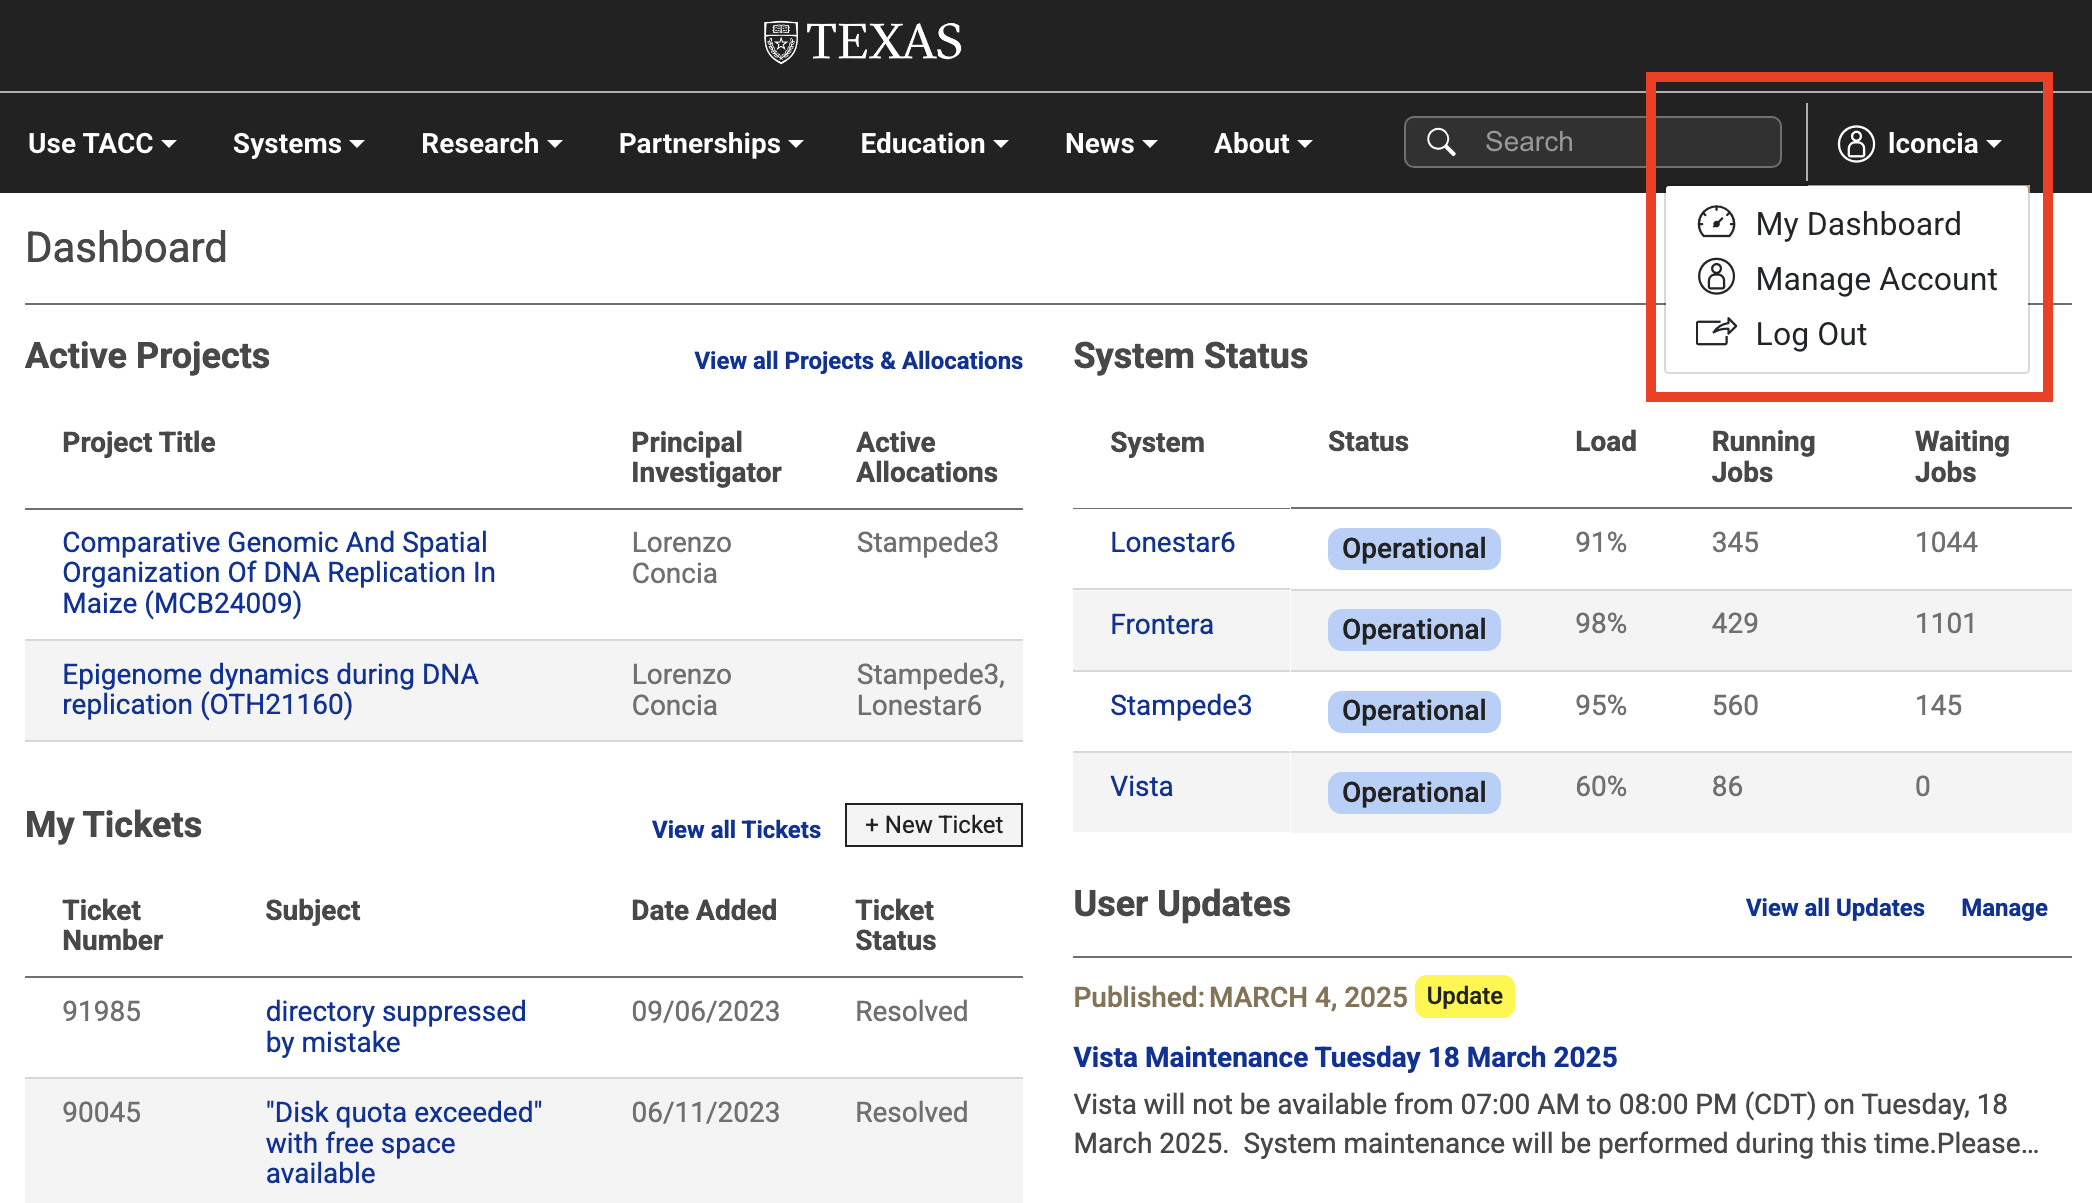 TEXAS
Use TACC
Systems
Research
Partnerships
Education
News
About
Search
lconcia
My Dashboard
Manage Account
Log Out
Dashboard
Active Projects
View all Projects & Allocations
Project Title
Principal
Investigator
Active
Allocations
Comparative Genomic And Spatial
Organization Of DNA Replication In
Maize (MCB24009)
Lorenzo
Concia
Stampede3
Epigenome dynamics during DNA
replication (OTH21160)
Lorenzo
Concia
Stampede3,
Lonestar6
My Tickets
View all Tickets
+ New Ticket
Ticket
Number
Subject
Date Added
Ticket
Status
91985
directory suppressed
by mistake
09/06/2023
Resolved
90045
"Disk quota exceeded"
with free space
available
06/11/2023
Resolved
System Status
System
Status
Load
Running
Jobs
Waiting
Jobs
Lonestar6
Operational
91%
345
1044
Frontera
Operational
98%
429
1101
Stampede3
Operational
95%
560
145
Vista
Operational
60%
86
0
User Updates
View all Updates
Manage
Published: MARCH 4, 2025 Update
Vista Maintenance Tuesday 18 March 2025
Vista will not be available from 07:00 AM to 08:00 PM (CDT) on Tuesday, 18
March 2025.  System maintenance will be performed during this time.Please...